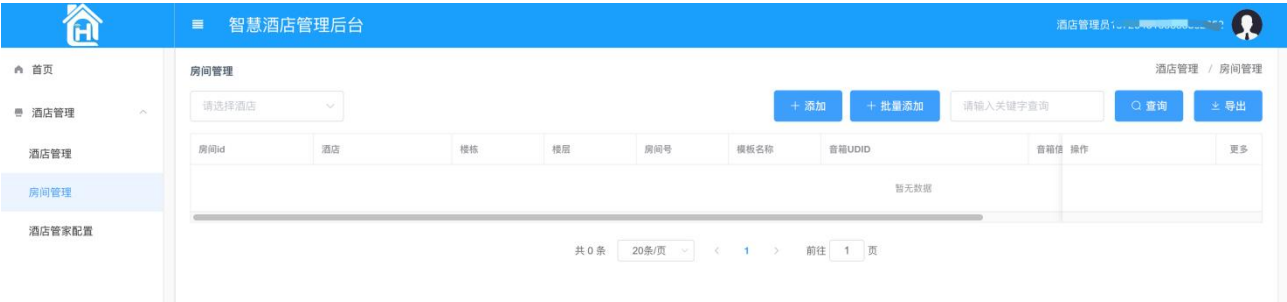 智慧酒店管理后台
酒店管理员
首页
酒店管理
酒店管理
房间管理
酒店管家配置
房间管理
酒店管理 / 房间管理
请选择酒店
+ 添加
+ 批量添加
请输入关键字查询
查询
导出
房间id 酒店 楼栋 楼层 房间号 模板名称 音箱UDID 音箱信 操作 更多
暂无数据
共 0 条 20条/页 < 1 > 前往 1 页